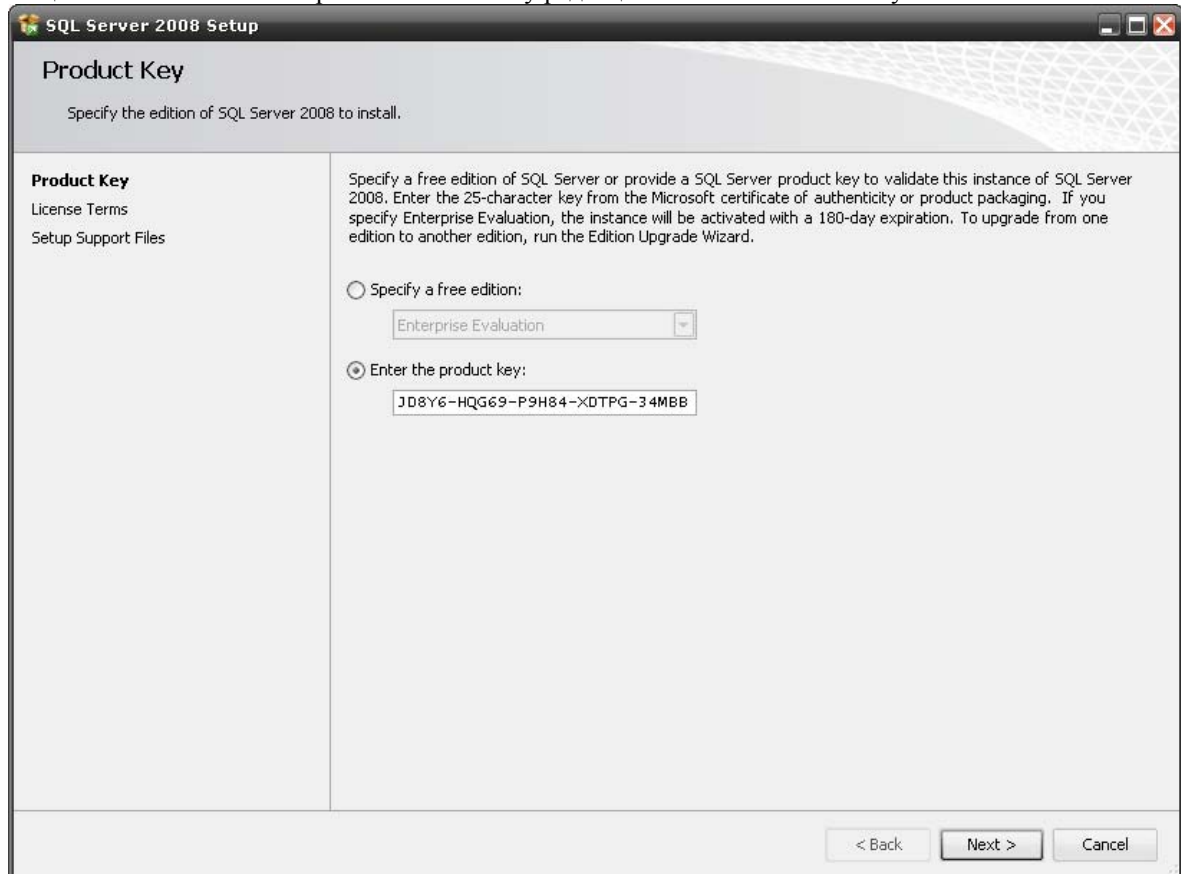 SQL Server 2008 Setup
Product Key
Specify the edition of SQL Server 2008 to install.
Product Key
License Terms
Setup Support Files
Specify a free edition of SQL Server or provide a SQL Server product key to validate this instance of SQL Server
2008. Enter the 25-character key from the Microsoft certificate of authenticity or product packaging. If you
specify Enterprise Evaluation, the instance will be activated with a 180-day expiration. To upgrade from one
edition to another edition, run the Edition Upgrade Wizard.
Specify a free edition:
Enterprise Evaluation
Enter the product key:
JD8Y6-HQG69-P9H84-XDTPG-34MBB
< Back
Next >
Cancel